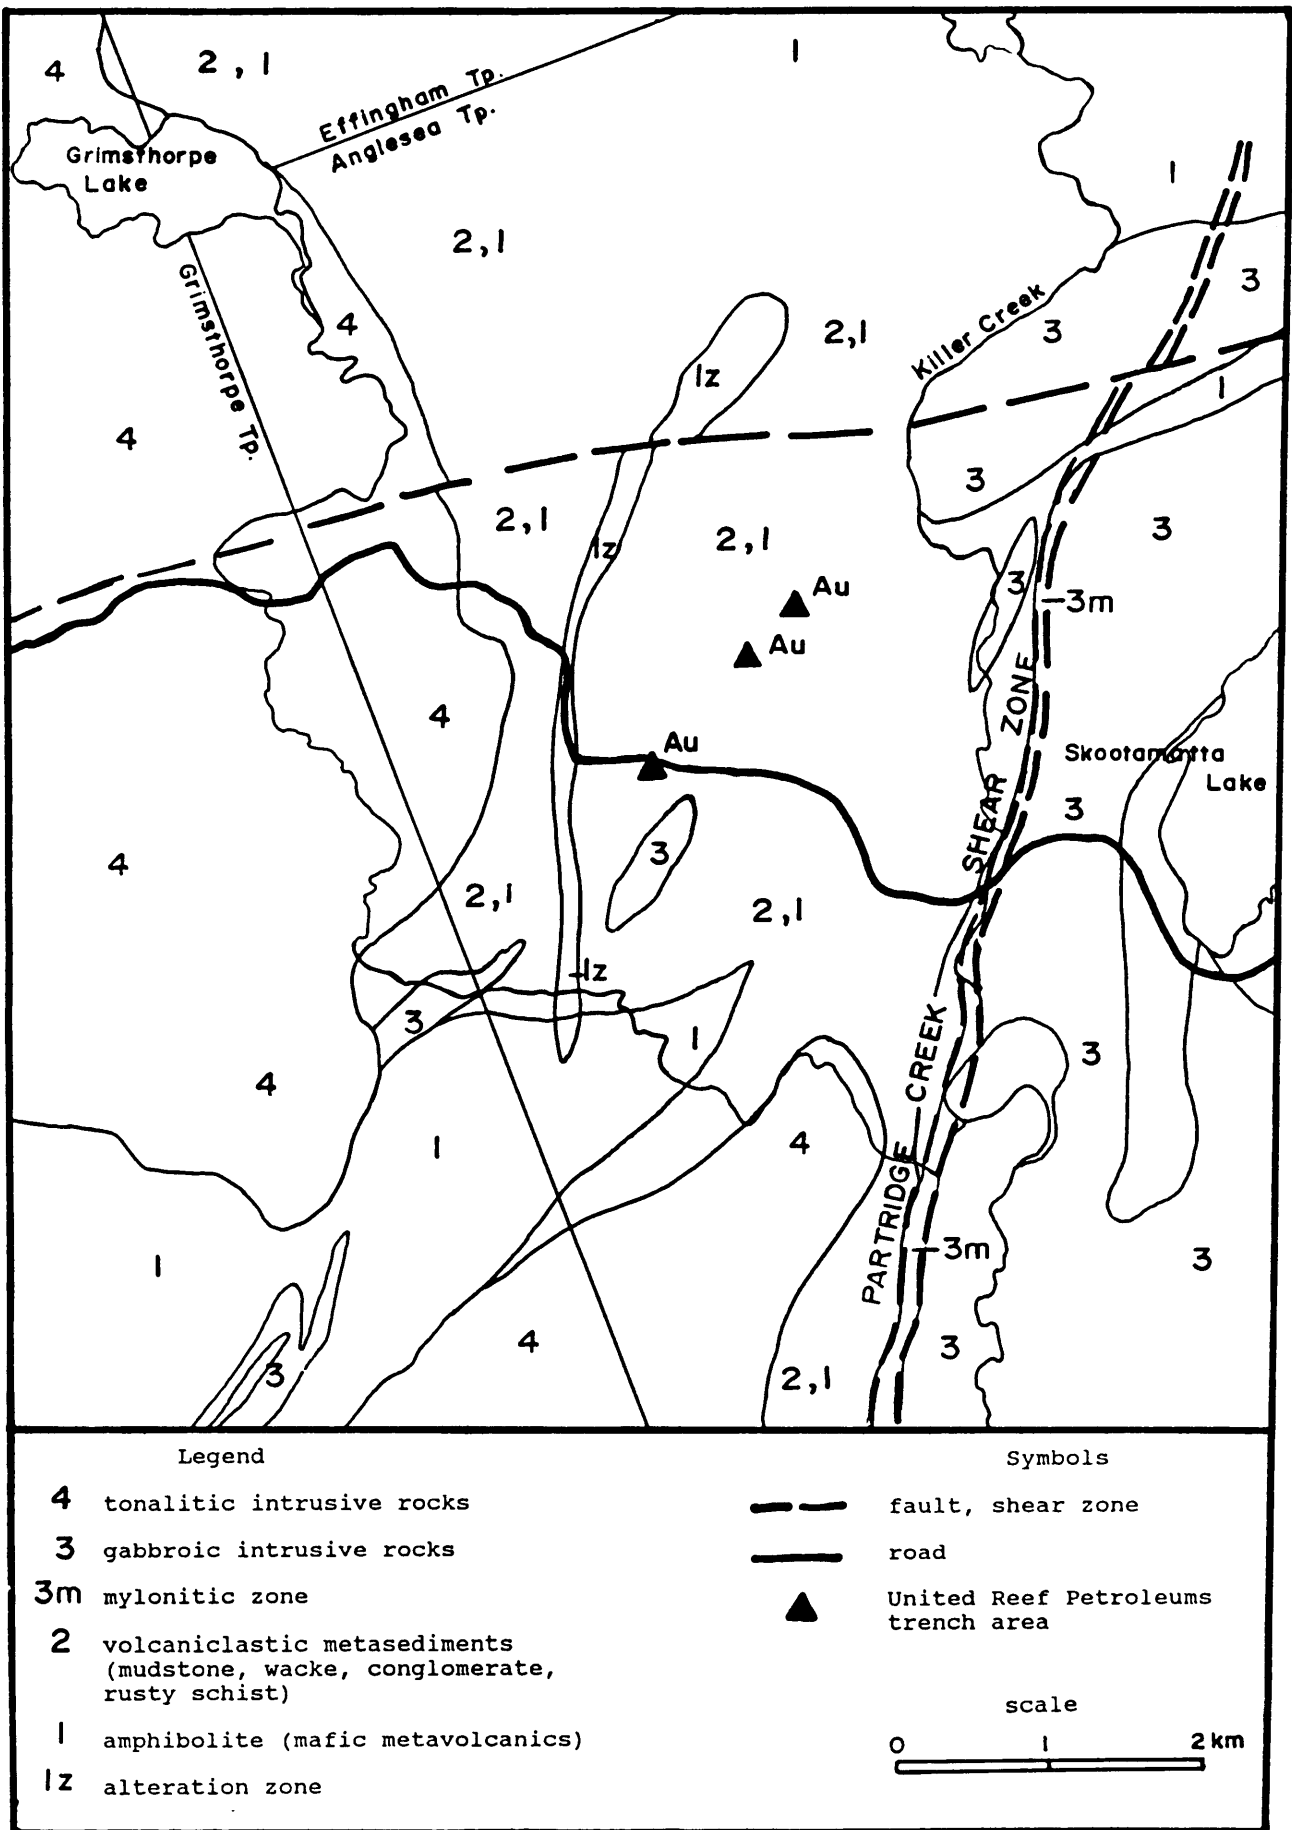 4
2, 1
1
Effingham Tp.
Anglesea Tp.
Grimsthorpe
Lake
1
2,1
Grimsthorpe Tp.
3
4
2,1
Killer Creek
3
1z
1
4
3
2,1
2,1
3
1z
3
Au
3m
Au
ZONE
4
Au
Skootamatta
Lake
SHEAR
3
4
3
2,1
2,1
1z
3
1
CREEK
3
4
1
4
PARTRIDGE
3m
1
3
4
3
3
2,1
Legend
4 tonalitic intrusive rocks
3 gabbroic intrusive rocks
3m mylonitic zone
2 volcaniclastic metasediments
(mudstone, wacke, conglomerate,
rusty schist)
1 amphibolite (mafic metavolcanics)
1z alteration zone
Symbols
fault, shear zone
road
United Reef Petroleums
trench area
scale
0 1 2 km